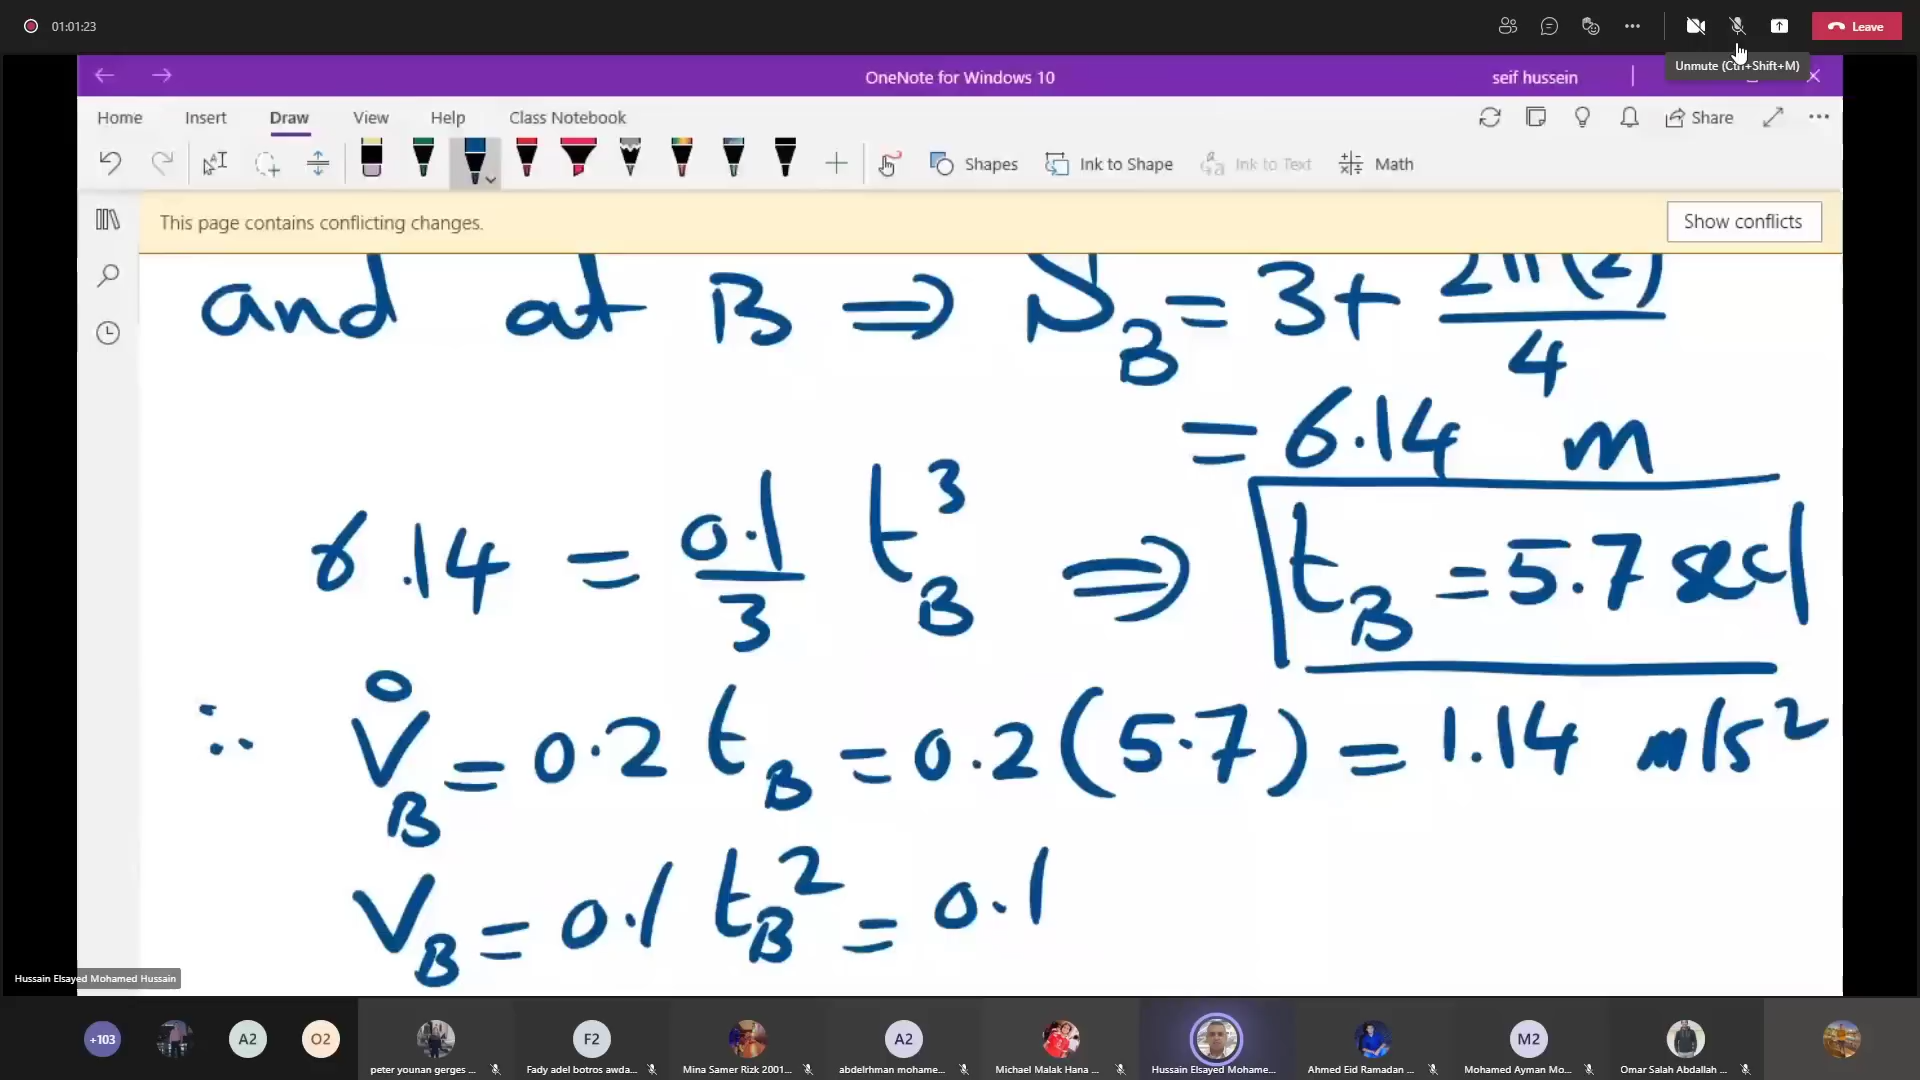 01:01:23
Leave
Unmute (Ctrl+Shift+M)
OneNote for Windows 10
seif hussein
Home Insert Draw View Help Class Notebook
Share
Shapes Ink to Shape Ink to Text Math
This page contains conflicting changes.
Show conflicts
and at B ⇒ S_B = 3 + 2π(2)/4
= 6.14 m
6.14 = 0.1/3 t_B^3 ⇒ t_B = 5.7 sec
∴ V°_B = 0.2 t_B = 0.2 (5.7) = 1.14 m/s^2
V_B = 0.1 t_B^2 = 0.1
Hussain Elsayed Mohamed Hussain
+103 A2 O2 F2 A2 M2
peter younan gerges ... Fady adel botros awda... Mina Samer Rizk 2001... abdelrhman mohame... Michael Malak Hana ... Hussain Elsayed Mohame... Ahmed Eid Ramadan ... Mohamed Ayman Mo... Omar Salah Abdallah ...